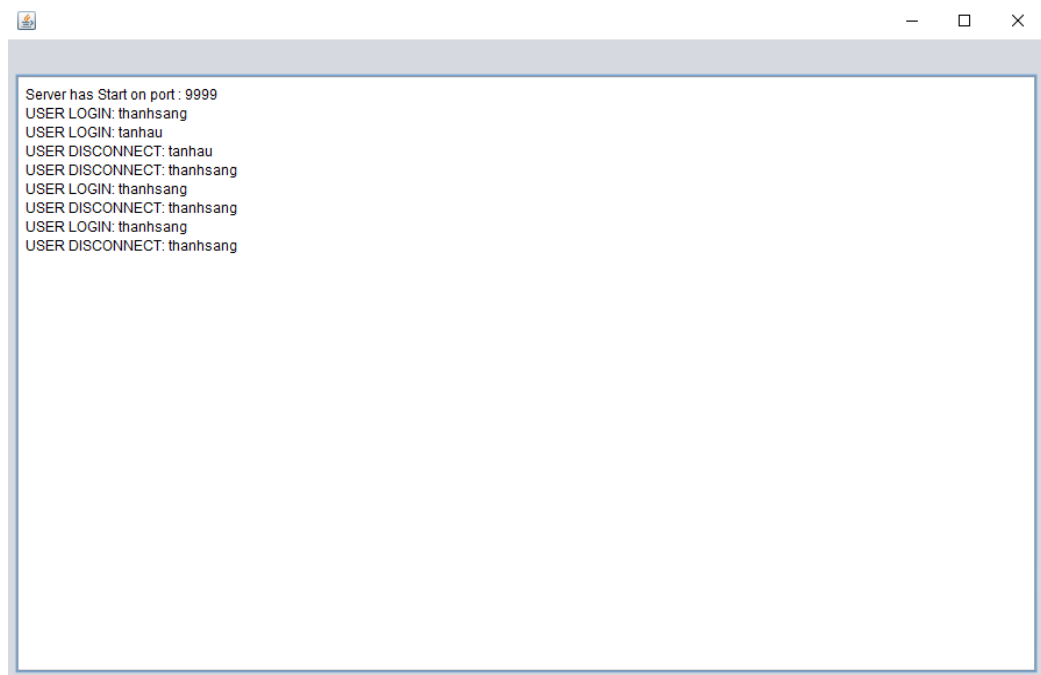 Server has Start on port : 9999
USER LOGIN: thanhsang
USER LOGIN: tanhau
USER DISCONNECT: tanhau
USER DISCONNECT: thanhsang
USER LOGIN: thanhsang
USER DISCONNECT: thanhsang
USER LOGIN: thanhsang
USER DISCONNECT: thanhsang